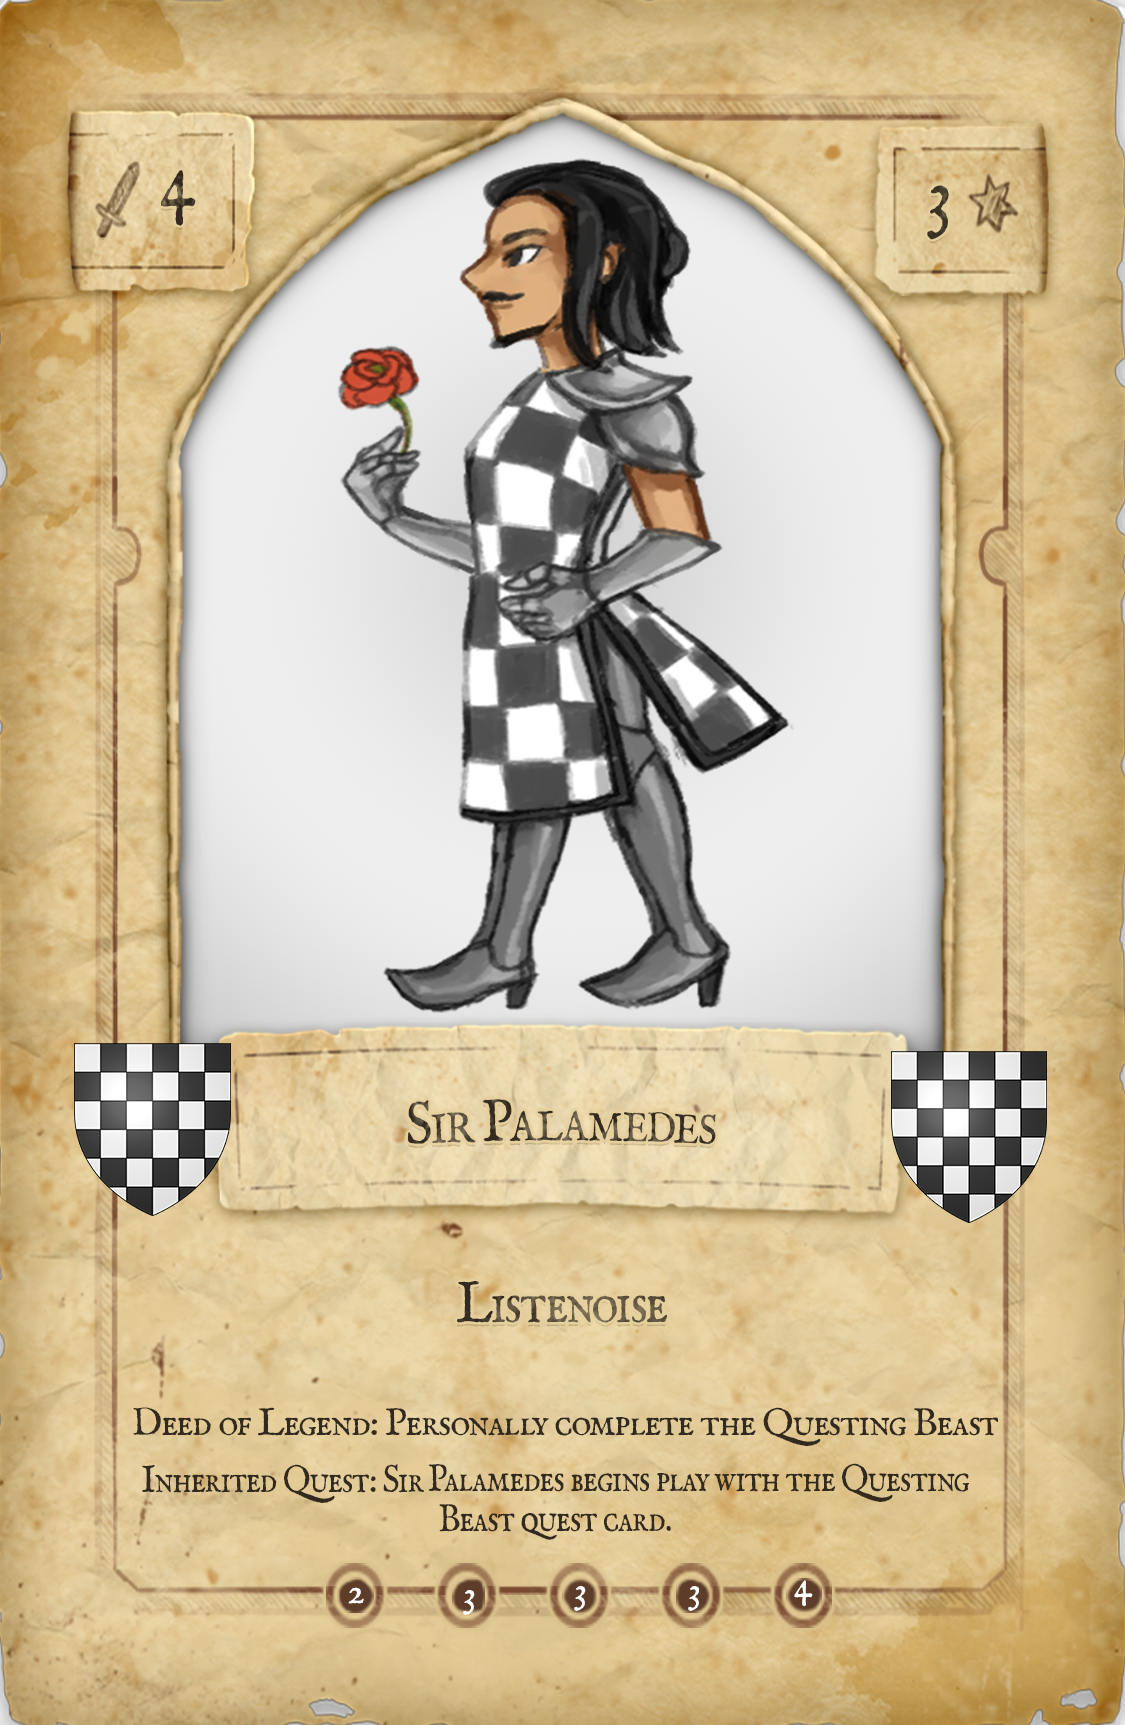 4
3
Sir Palamedes
Listenoise
Deed of Legend: Personally complete the Questing Beast
Inherited Quest: Sir Palamedes begins play with the Questing
Beast quest card.
2 3 3 3 4